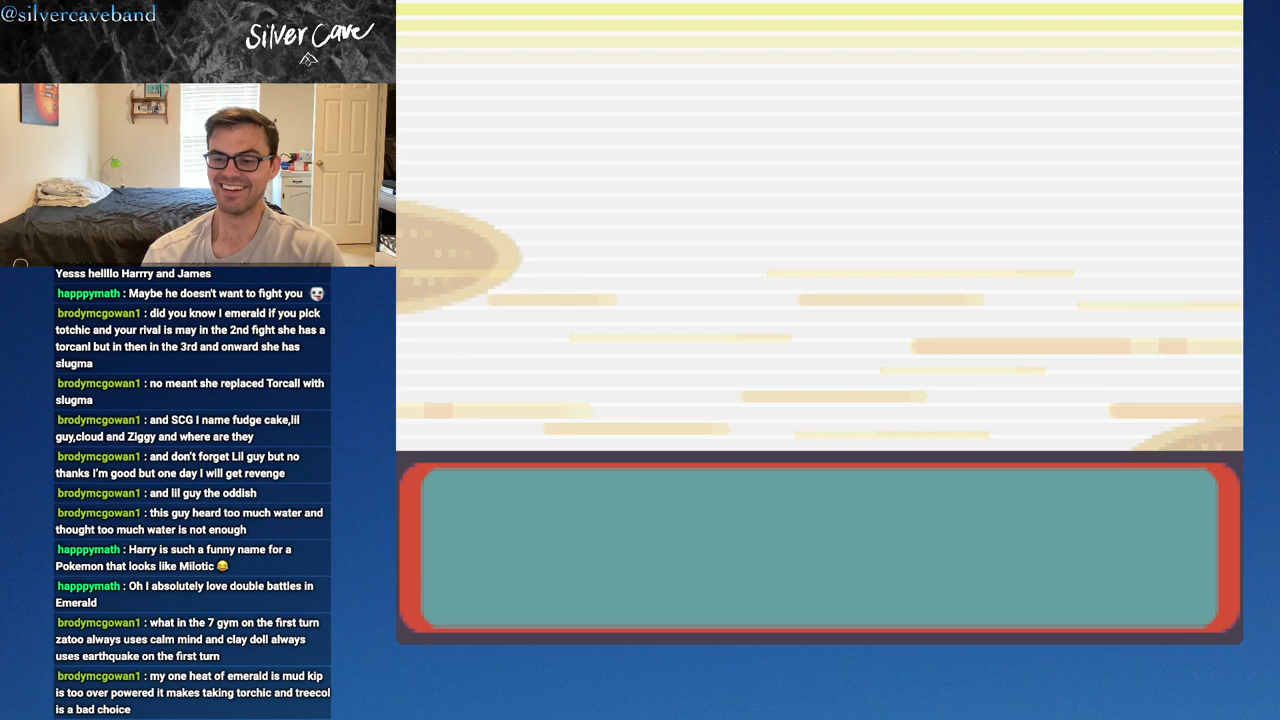 @silvercaveband
Silver Cave
Yesss hellllo Harrry and James
happpymath : Maybe he doesn't want to fight you
brodymcgowan1 : did you know I emerald if you pick
totchic and your rival is may in the 2nd fight she has a
torcanl but in then in the 3rd and onward she has
slugma
brodymcgowan1 : no meant she replaced Torcall with
slugma
brodymcgowan1 : and SCG I name fudge cake,lil
guy,cloud and Ziggy and where are they
brodymcgowan1 : and don't forget Lil guy but no
thanks I'm good but one day I will get revenge
brodymcgowan1 : and lil guy the oddish
brodymcgowan1 : this guy heard too much water and
thought too much water is not enough
happpymath : Harry is such a funny name for a
Pokemon that looks like Milotic 😂
happpymath : Oh I absolutely love double battles in
Emerald
brodymcgowan1 : what in the 7 gym on the first turn
zatoo always uses calm mind and clay doll always
uses earthquake on the first turn
brodymcgowan1 : my one heat of emerald is mud kip
is too over powered it makes taking torchic and treecol
is a bad choice